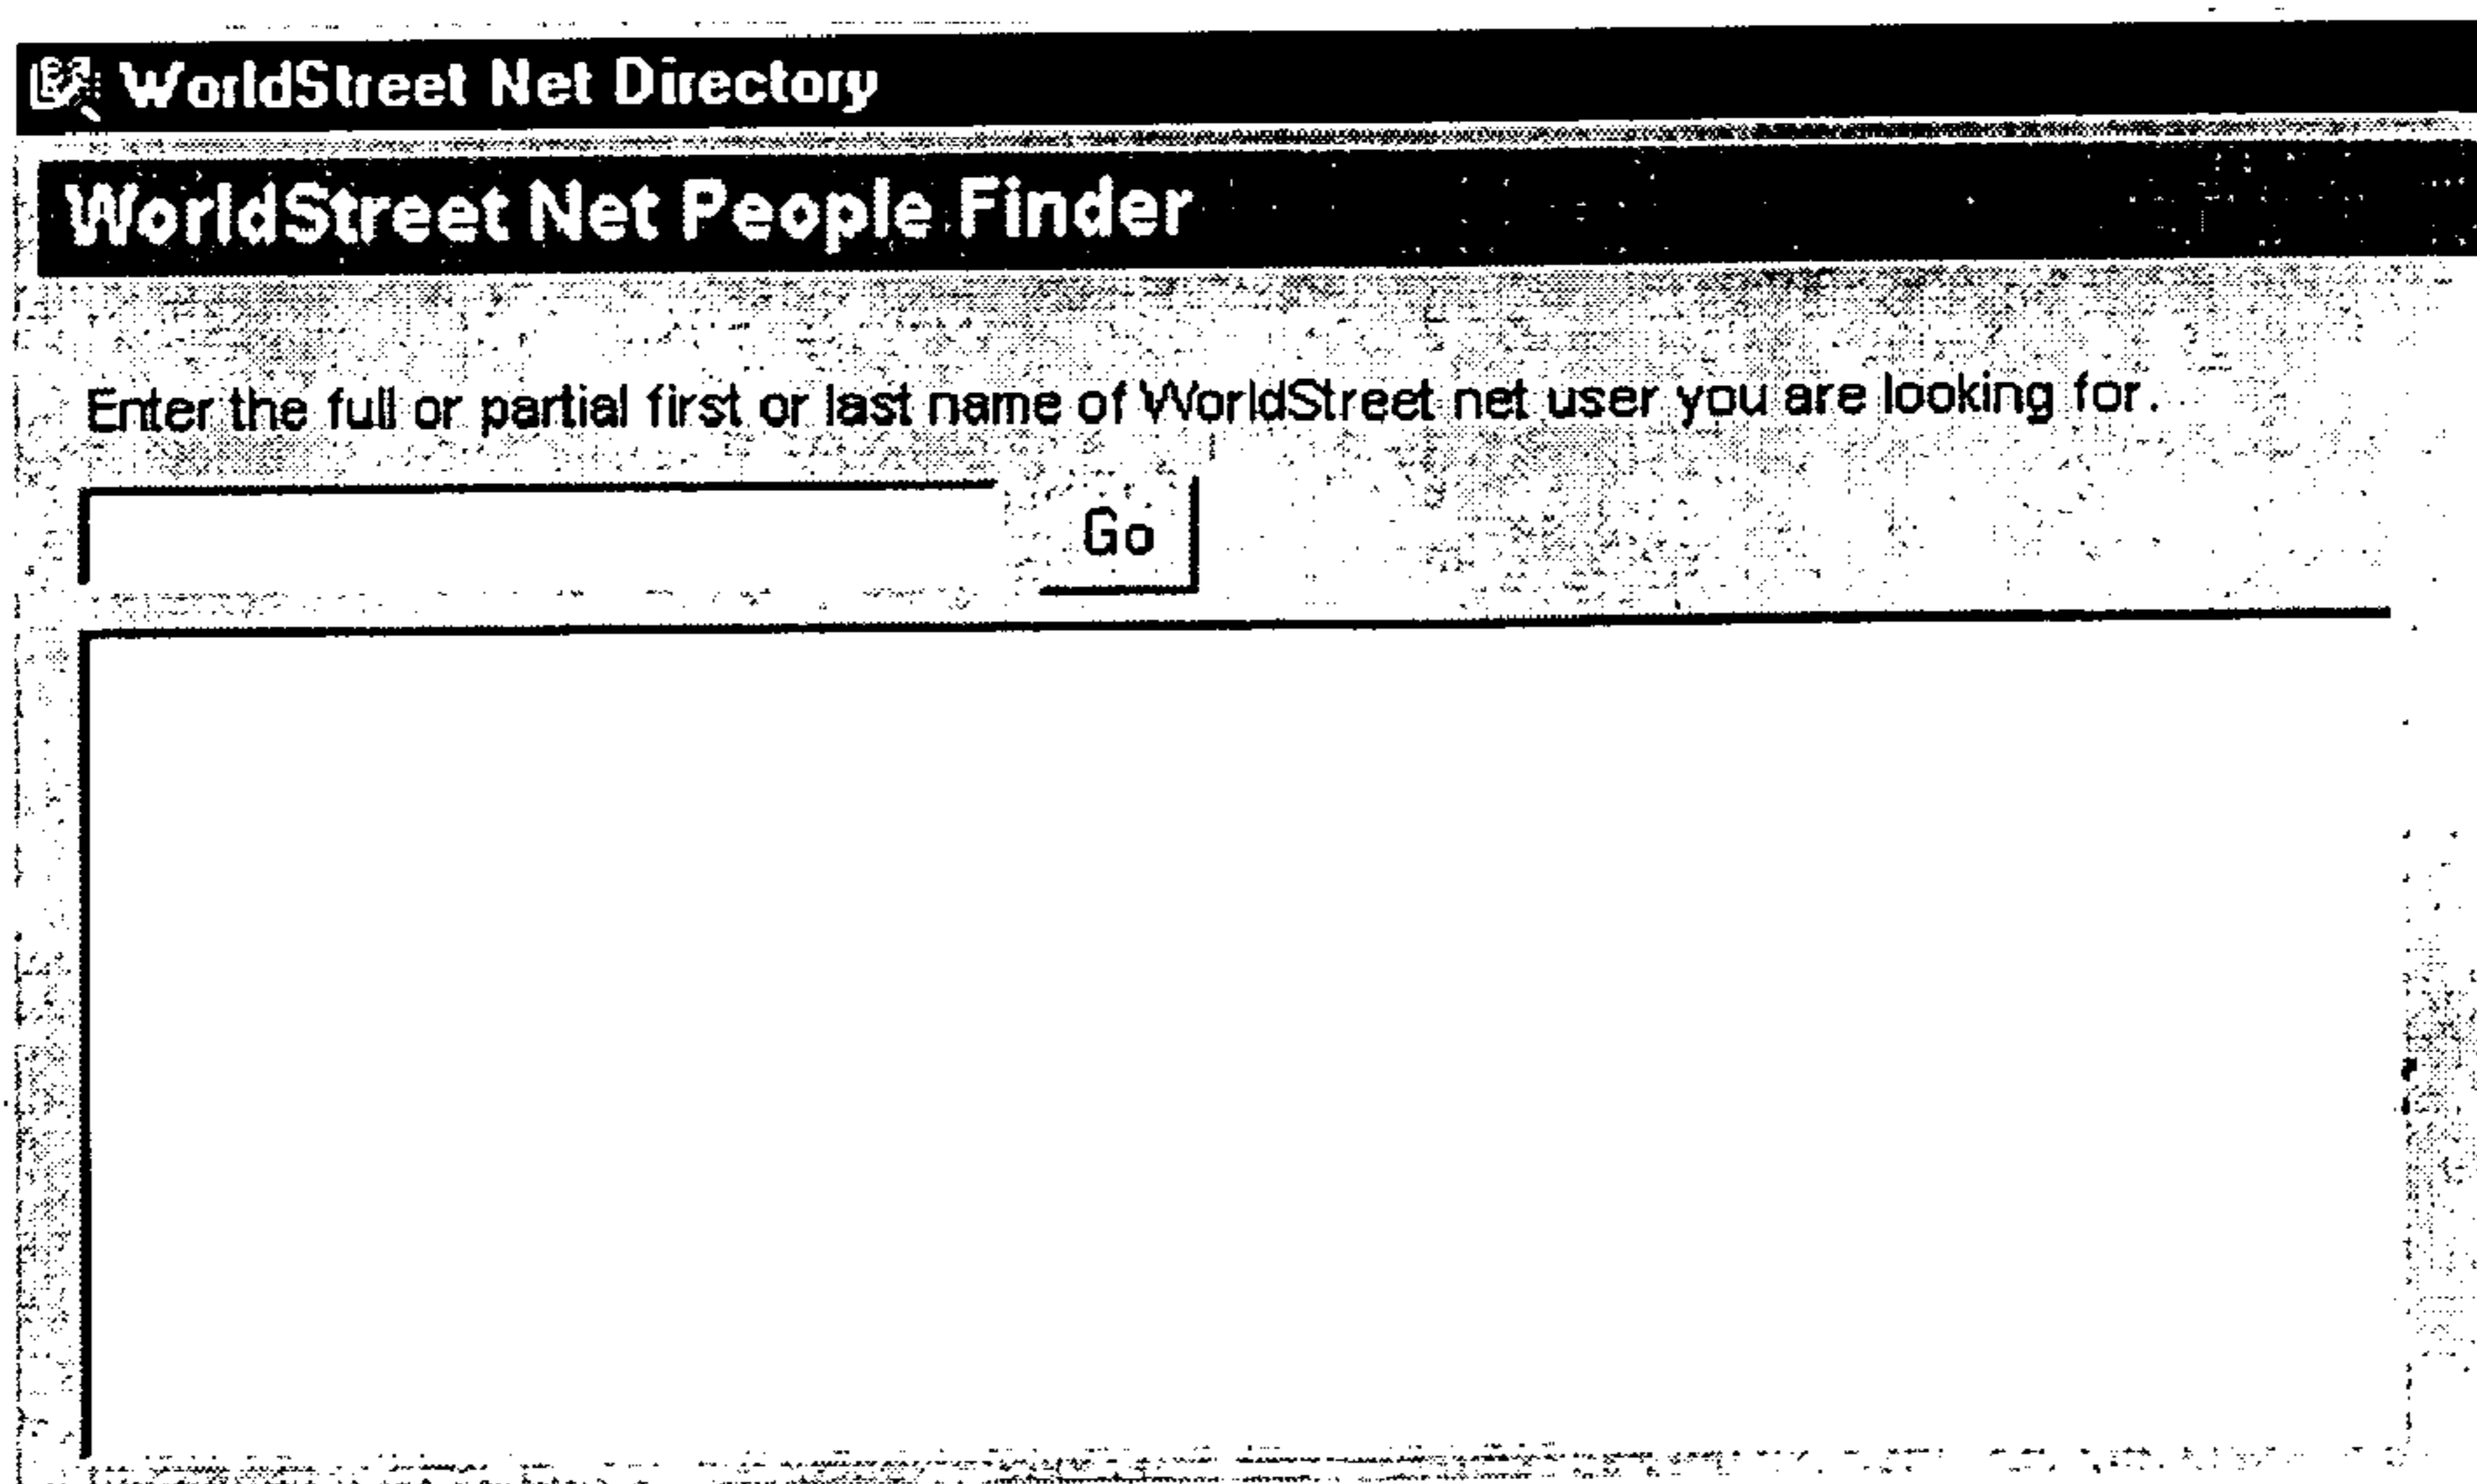 WorldStreet Net Directory
WorldStreet Net People Finder
Enter the full or partial first or last name of WorldStreet net user you are looking for.
Go